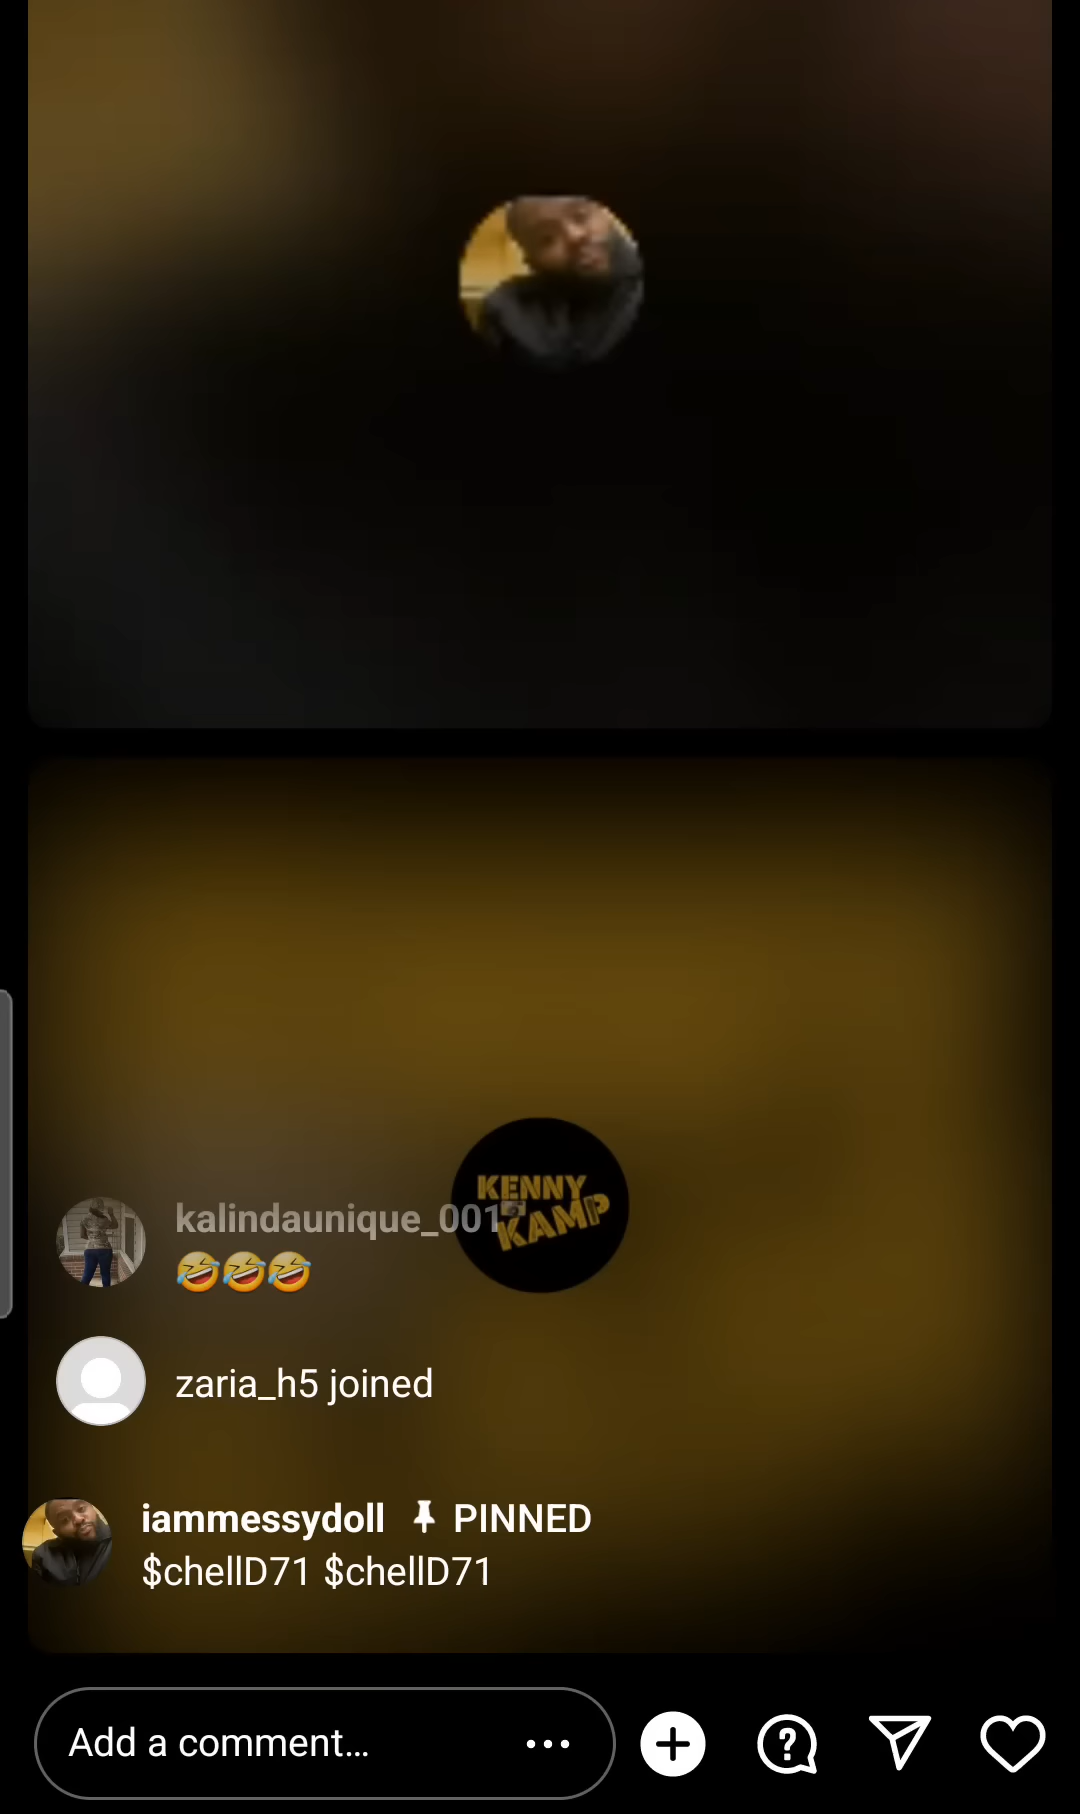 KENNY
KAMP
kalindaunique_001
🤣🤣🤣
zaria_h5 joined
iammessydoll 📌 PINNED
$chellD71 $chellD71
Add a comment...